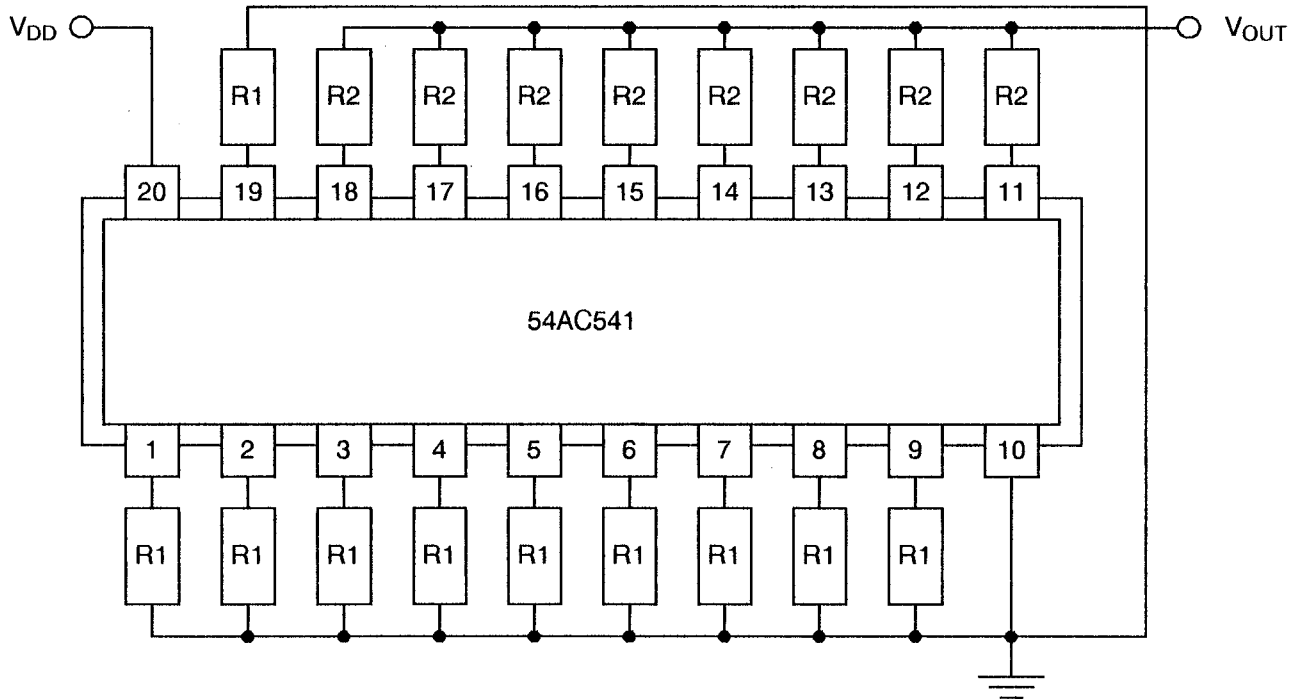 V_DD V_OUT
R1 R2 R2 R2 R2 R2 R2 R2 R2
20 19 18 17 16 15 14 13 12 11
54AC541
1 2 3 4 5 6 7 8 9 10
R1 R1 R1 R1 R1 R1 R1 R1 R1